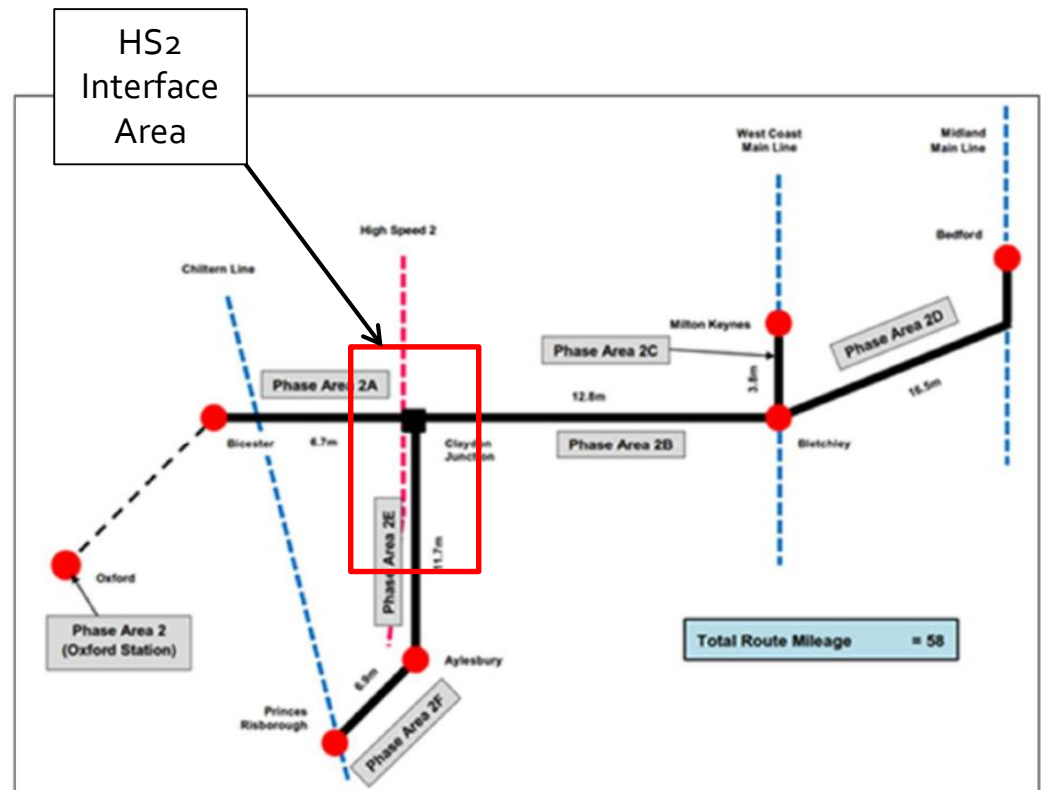 HS2
Interface
Area
West Coast
Main Line
Midland
Main Line
High Speed 2
Bedford
Chiltern Line
Milton Keynes
Phase Area 2D
Phase Area 2C
Phase Area 2A
3.8m
16.5m
12.8m
Bicester
6.7m
Claydon
Junction
Phase Area 2B
Bletchley
Phase Area 2E
11.7m
Oxford
Phase Area 2
(Oxford Station)
Total Route Mileage = 58
Aylesbury
6.9m
Princes
Risborough
Phase Area 2F